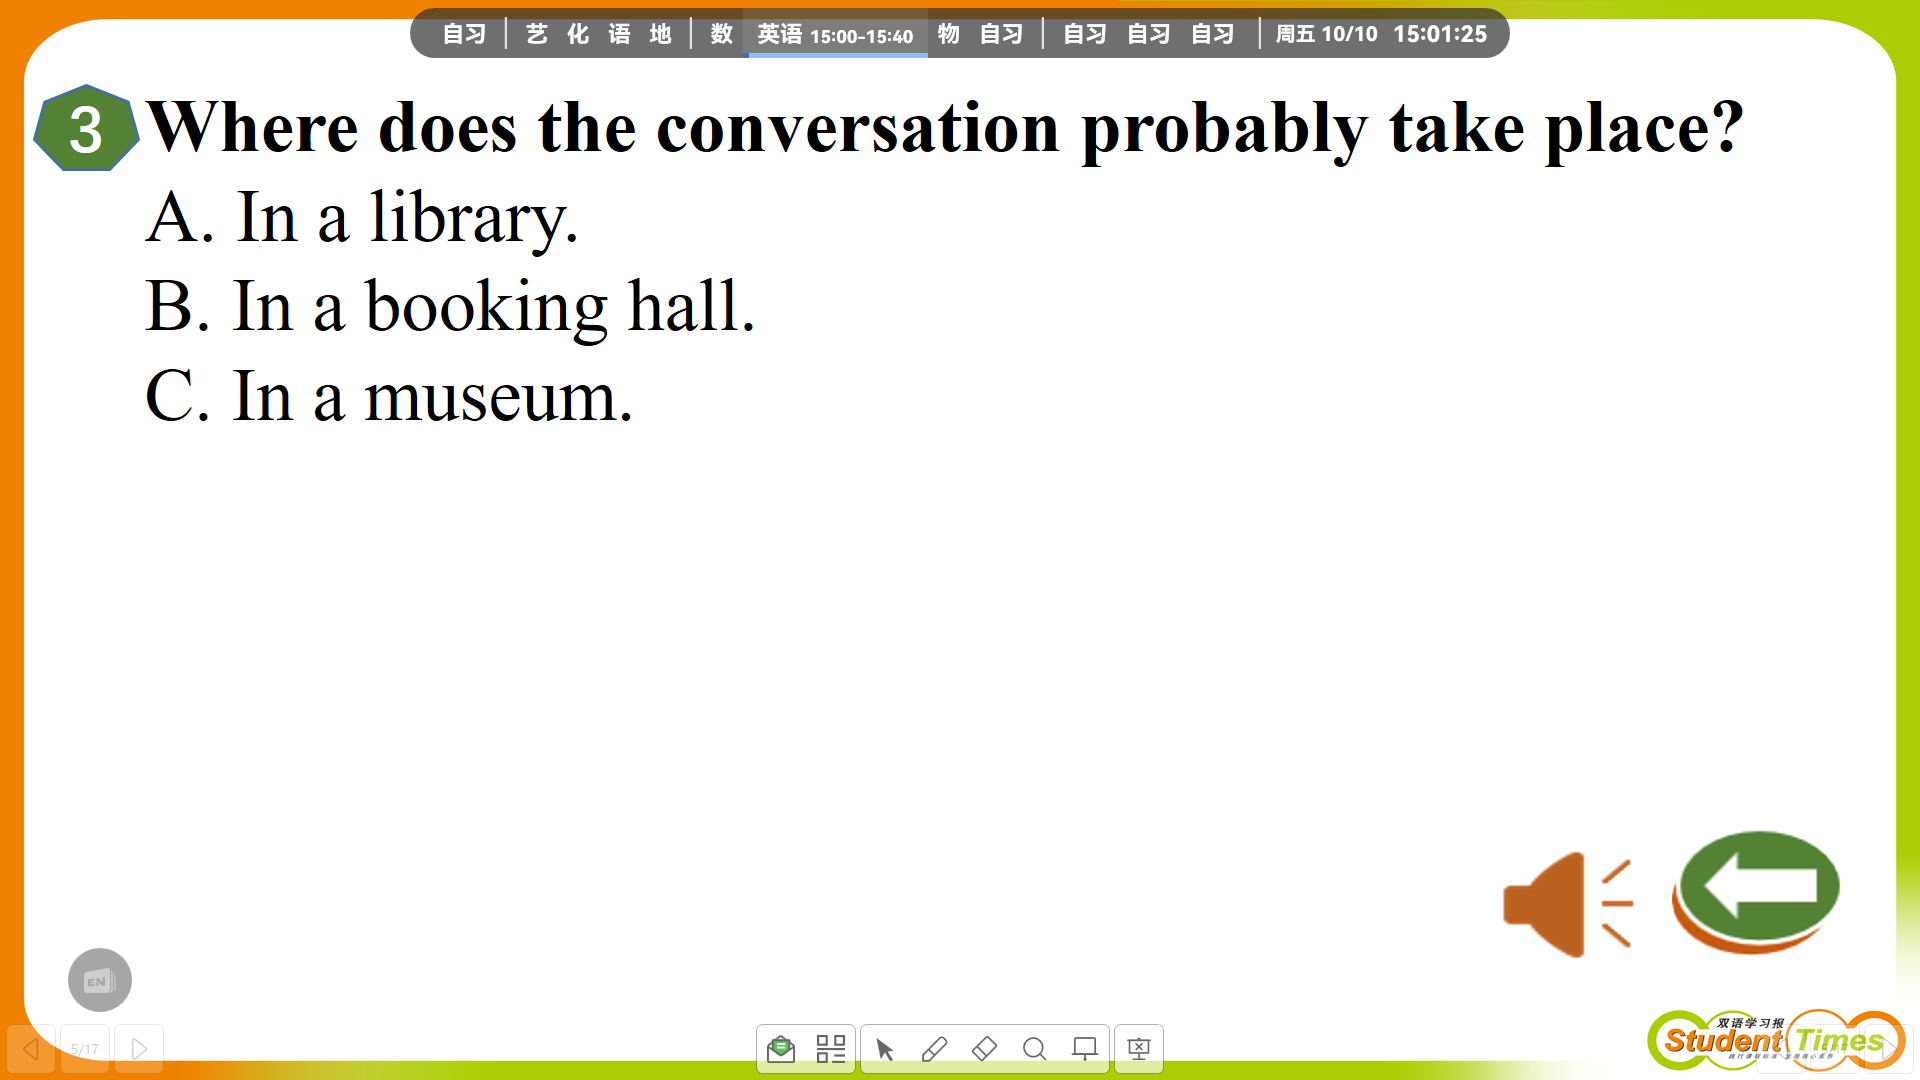 自习 艺 化 语 地 数 英语 15:00-15:40 物 自习 自习 自习 自习 周五 10/10 15:01:25
3 Where does the conversation probably take place?
A. In a library.
B. In a booking hall.
C. In a museum.
EN
5/17
双语学习报
Student Times